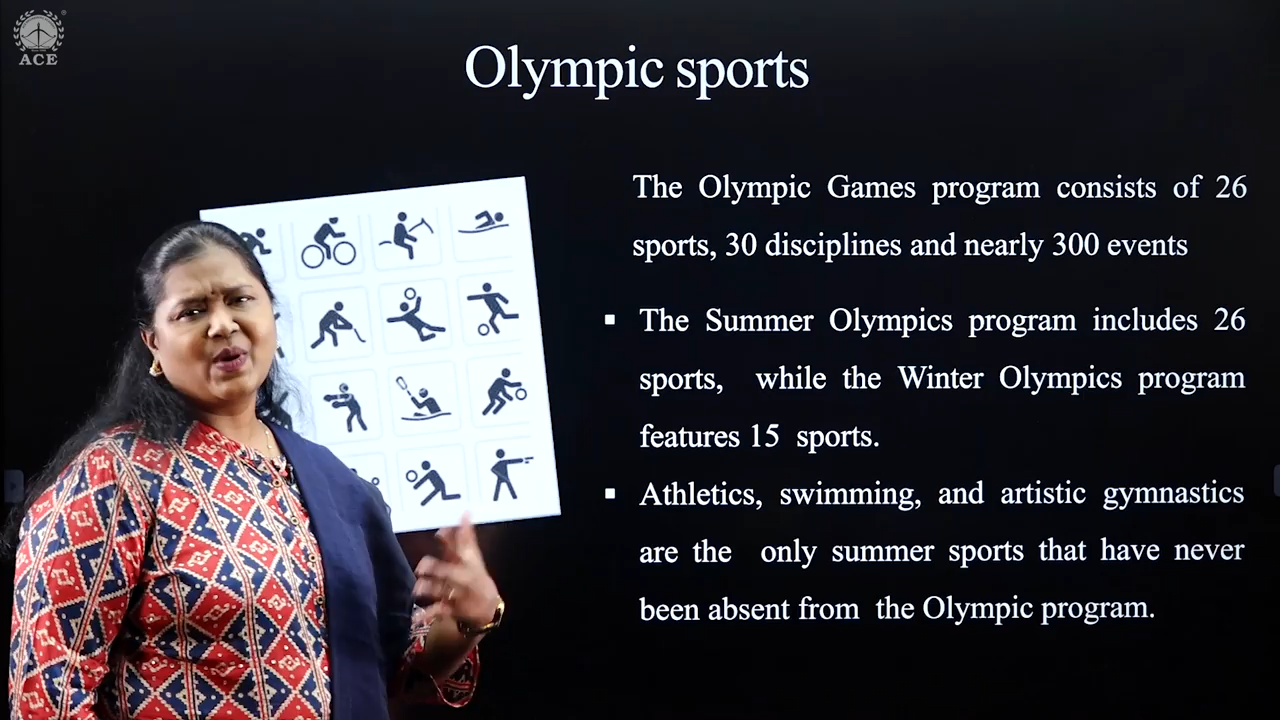 ACE
Olympic sports
The Olympic Games program consists of 26
sports, 30 disciplines and nearly 300 events
▪ The Summer Olympics program includes 26
sports, while the Winter Olympics program
features 15 sports.
▪ Athletics, swimming, and artistic gymnastics
are the only summer sports that have never
been absent from the Olympic program.